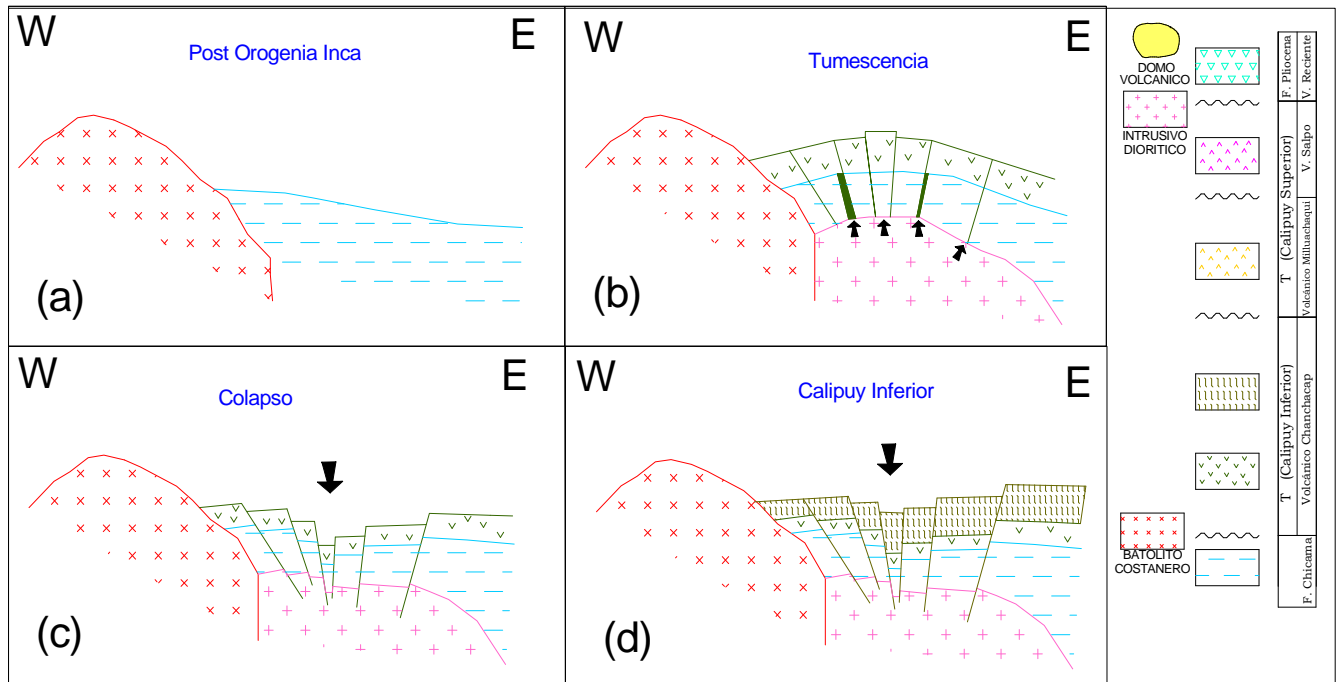 W
E
Post Orogenia Inca
(a)
W
E
Tumescencia
(b)
W
E
Colapso
(c)
W
E
Calipuy Inferior
(d)
DOMO
VOLCANICO
INTRUSIVO
DIORITICO
BATOLITO
COSTANERO
F. Pliocena
V. Reciente
T (Calipuy Superior)
V. Salpo
Volcánico Milluachaqui
T (Calipuy Inferior)
Volcánico Chanchacap
F. Chicama